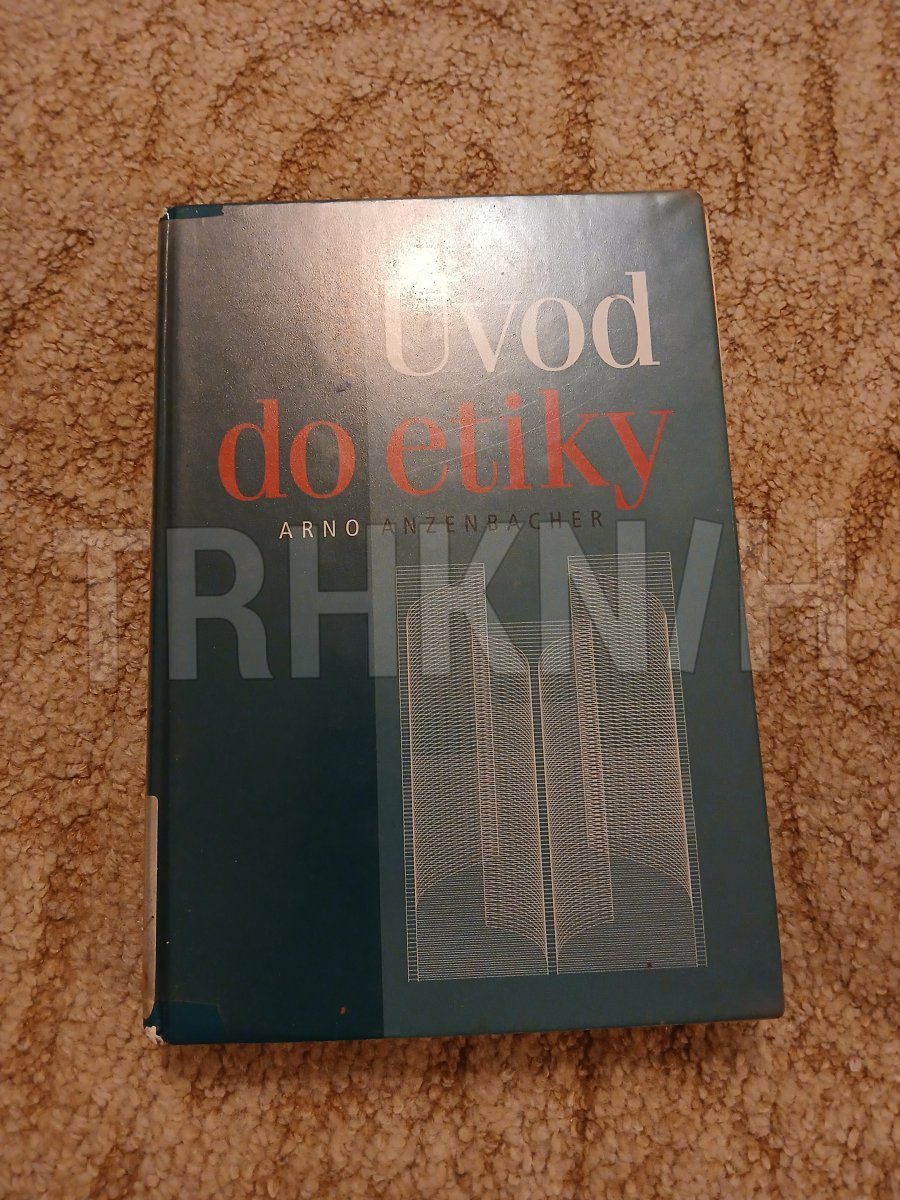 Úvod
do etiky
ARNO ANZENBACHER
TRHKNIH